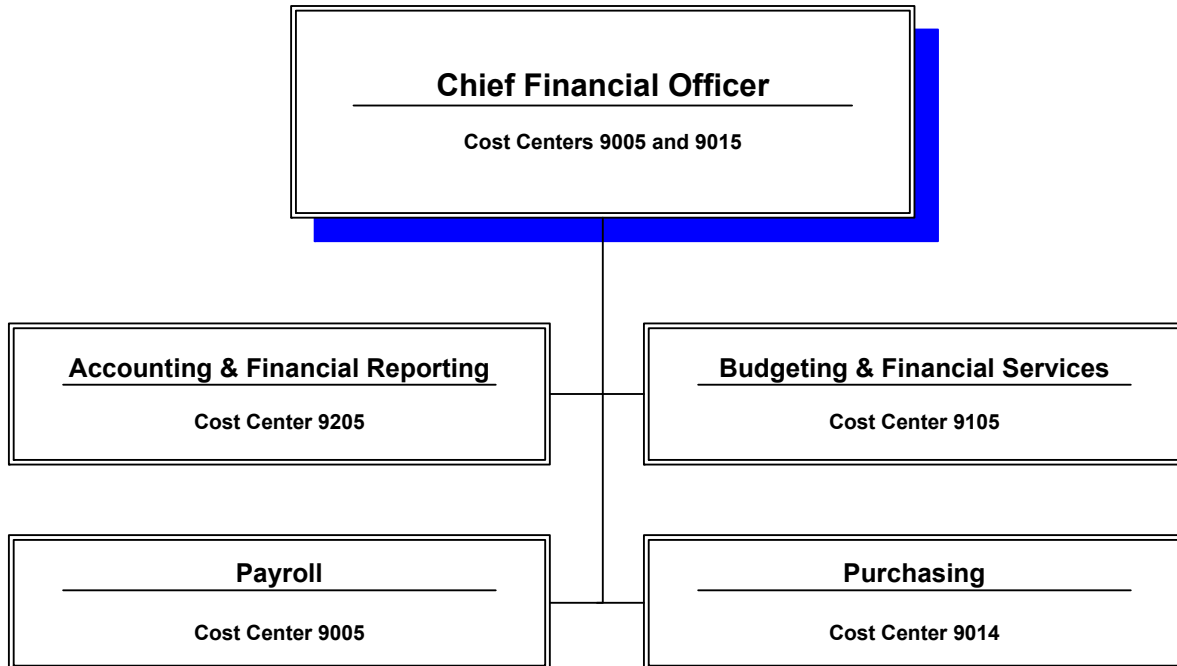 Chief Financial Officer
Cost Centers 9005 and 9015
Accounting & Financial Reporting
Cost Center 9205
Budgeting & Financial Services
Cost Center 9105
Payroll
Cost Center 9005
Purchasing
Cost Center 9014